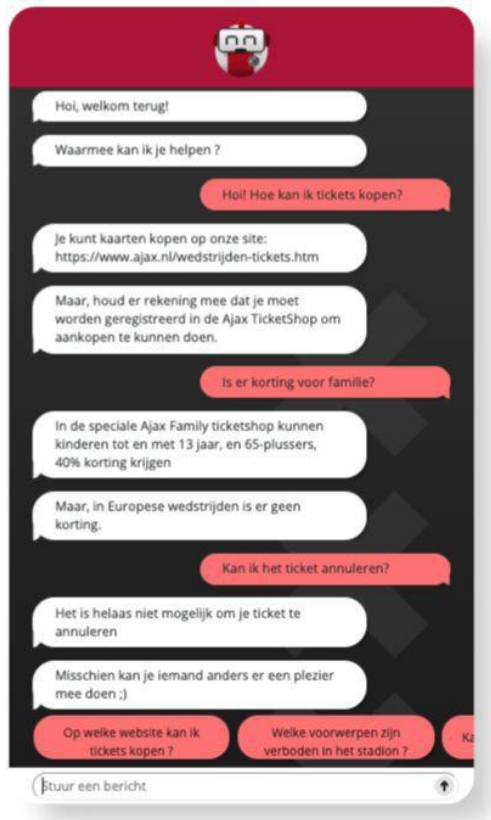 Hoi, welkom terug!
Waarmee kan ik je helpen ?
Hoi! Hoe kan ik tickets kopen?
Je kunt kaarten kopen op onze site:
https://www.ajax.nl/wedstrijden-tickets.htm
Maar, houd er rekening mee dat je moet
worden geregistreerd in de Ajax TicketShop om
aankopen te kunnen doen.
Is er korting voor familie?
In de speciale Ajax Family ticketshop kunnen
kinderen tot en met 13 jaar, en 65-plussers,
40% korting krijgen
Maar, in Europese wedstrijden is er geen
korting.
Kan ik het ticket annuleren?
Het is helaas niet mogelijk om je ticket te
annuleren
Misschien kan je iemand anders er een plezier
mee doen ;)
Op welke website kan ik
tickets kopen ?
Welke voorwerpen zijn
verboden in het stadion ?
Ka
Stuur een bericht